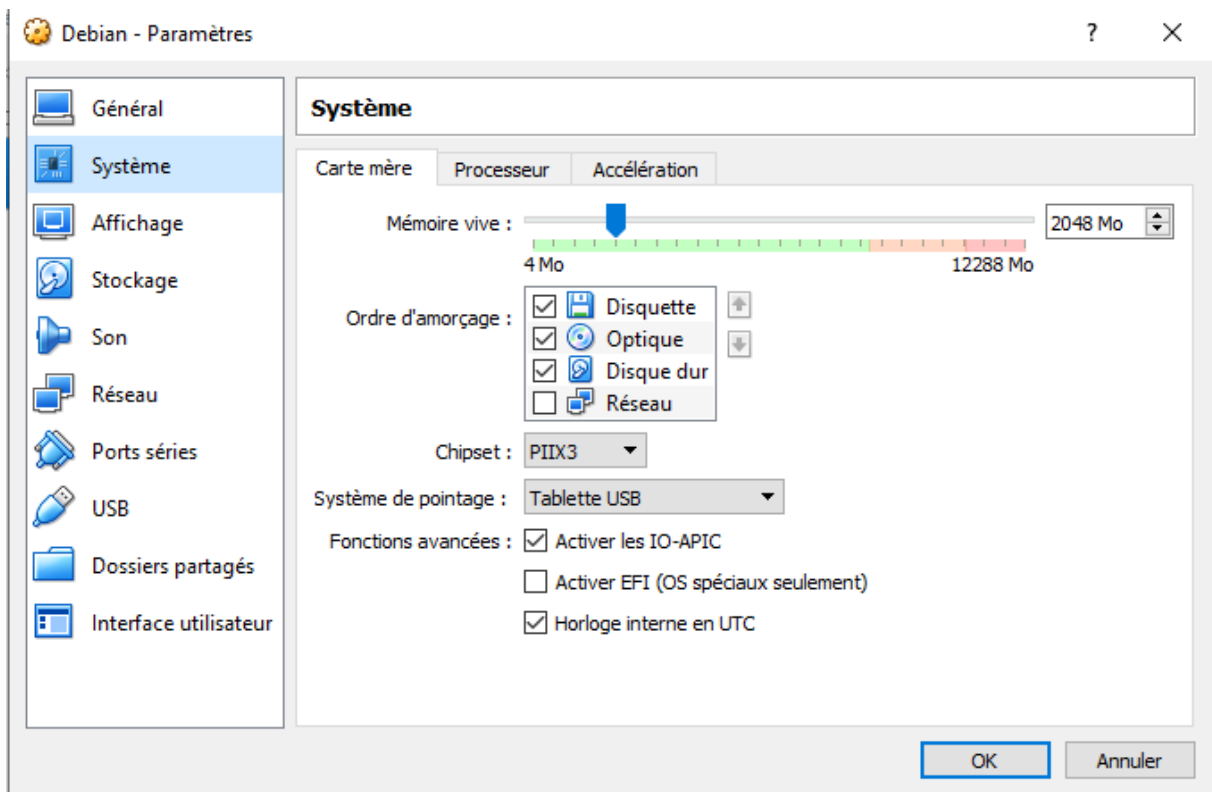 Debian - Paramètres
?
Général
Système
Affichage
Stockage
Son
Réseau
Ports séries
USB
Dossiers partagés
Interface utilisateur
Système
Carte mère
Processeur
Accélération
Mémoire vive :
2048 Mo
4 Mo
12288 Mo
Ordre d'amorçage :
Disquette
Optique
Disque dur
Réseau
Chipset :
PIIX3
Système de pointage :
Tablette USB
Fonctions avancées :
Activer les IO-APIC
Activer EFI (OS spéciaux seulement)
Horloge interne en UTC
OK
Annuler